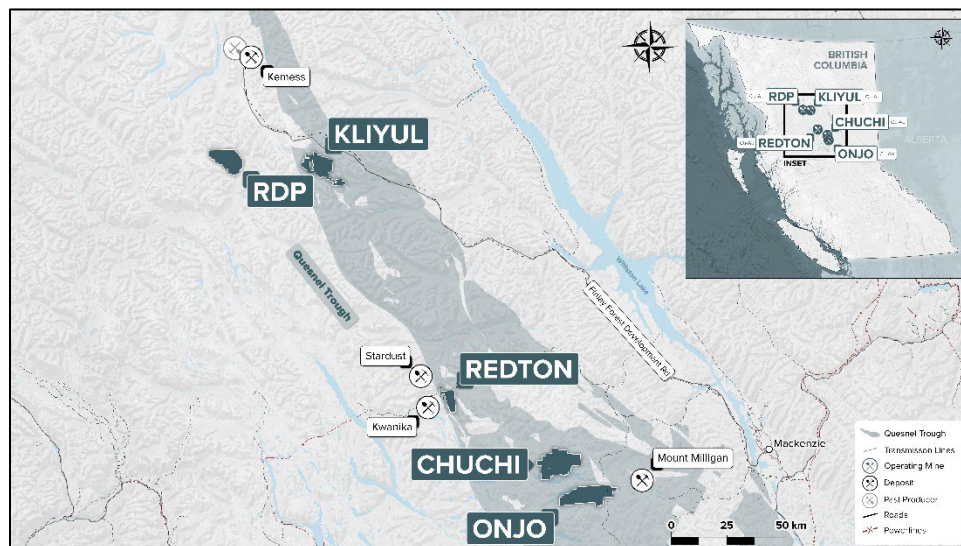 Kemess
KLIYUL
RDP
Quesnel Trough
Williston Lake
Finley Forest Development Rd.
Stardust
REDTON
Kwanika
CHUCHI
Mount Milligan
Mackenzie
ONJO
0 25 50 km
BRITISH
COLUMBIA
RDP
KLIYUL
CHUCHI
ALBERTA
REDTON
ONJO
INSET
Quesnel Trough
Transmisson Lines
Operating Mine
Deposit
Past Producer
Roads
Powerlines